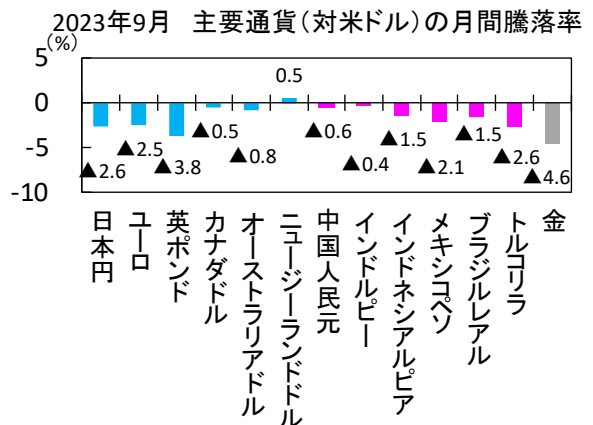 2023年9月 主要通貨(対米ドル)の月間騰落率
(%)
5
0
-5
-10
▲2.6
▲2.5
▲3.8
▲0.5
▲0.8
0.5
▲0.6
▲0.4
▲1.5
▲2.1
▲1.5
▲2.6
▲4.6
日本円
ユーロ
英ポンド
カナダドル
オーストラリアドル
ニュージーランドドル
中国人民元
インドルピー
インドネシアルピア
メキシコペソ
ブラジルレアル
トルコリラ
金